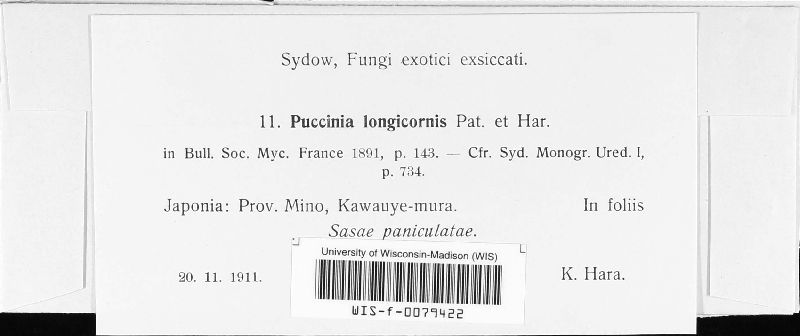 Sydow, Fungi exotici exsiccati.
11. Puccinia longicornis Pat. et Har.
in Bull. Soc. Myc. France 1891, p. 143. — Cfr. Syd. Monogr. Ured. I,
p. 734.
Japonia: Prov. Mino, Kawauye-mura. In foliis
Sasae paniculatae.
20. 11. 1911. K. Hara.
University of Wisconsin-Madison (WIS)
WIS-f-0079422